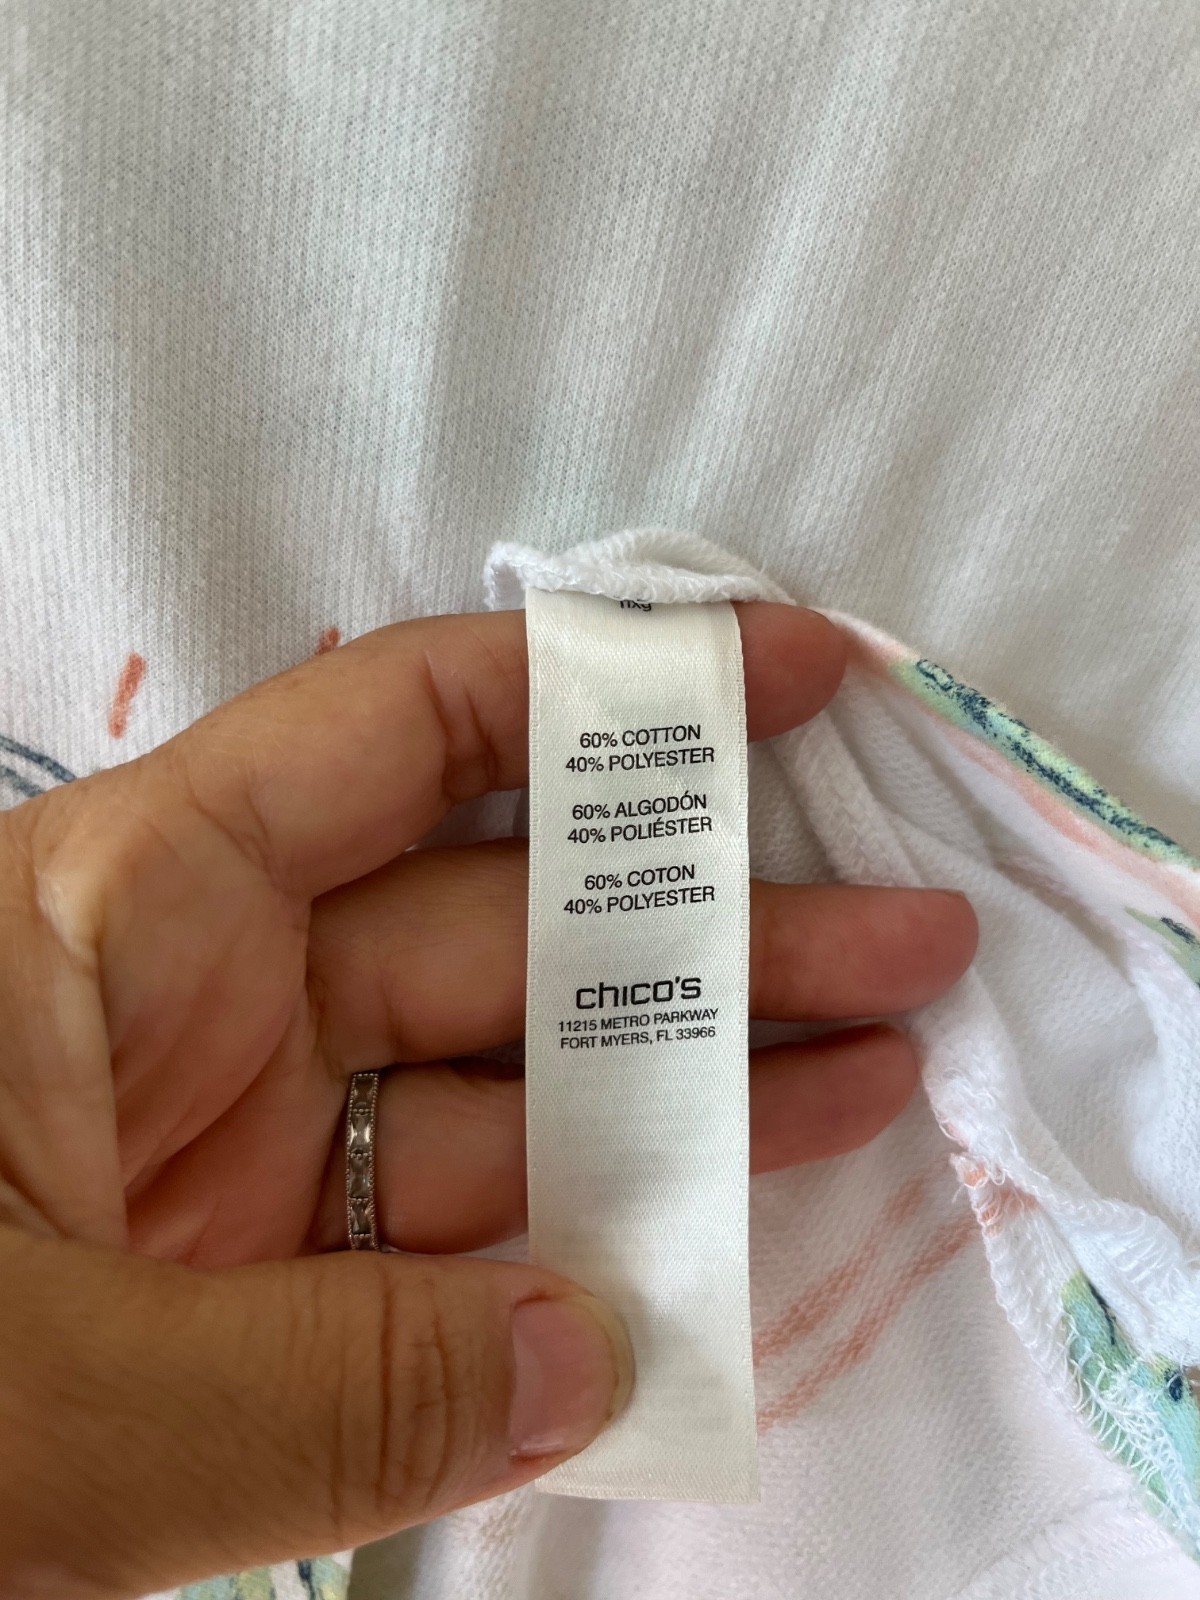 60% COTTON
40% POLYESTER
60% ALGODÓN
40% POLIÉSTER
60% COTON
40% POLYESTER
chico's
11215 METRO PARKWAY
FORT MYERS, FL 33966